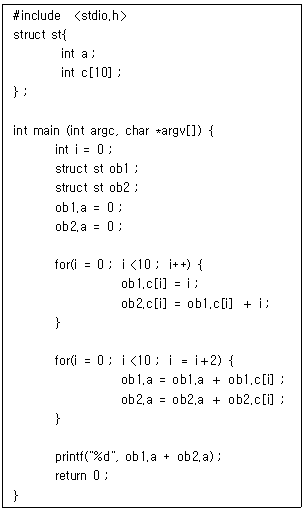 #include <stdio.h>
struct st{
int a ;
int c[10] ;
} ;
int main (int argc, char *argv[]) {
int i = 0 ;
struct st ob1 ;
struct st ob2 ;
ob1.a = 0 ;
ob2.a = 0 ;
for(i = 0 ; i <10 ; i++) {
ob1.c[i] = i ;
ob2.c[i] = ob1.c[i] + i ;
}
for(i = 0 ; i <10 ; i = i+2) {
ob1.a = ob1.a + ob1.c[i] ;
ob2.a = ob2.a + ob2.c[i] ;
}
printf("%d", ob1.a + ob2.a) ;
return 0 ;
}